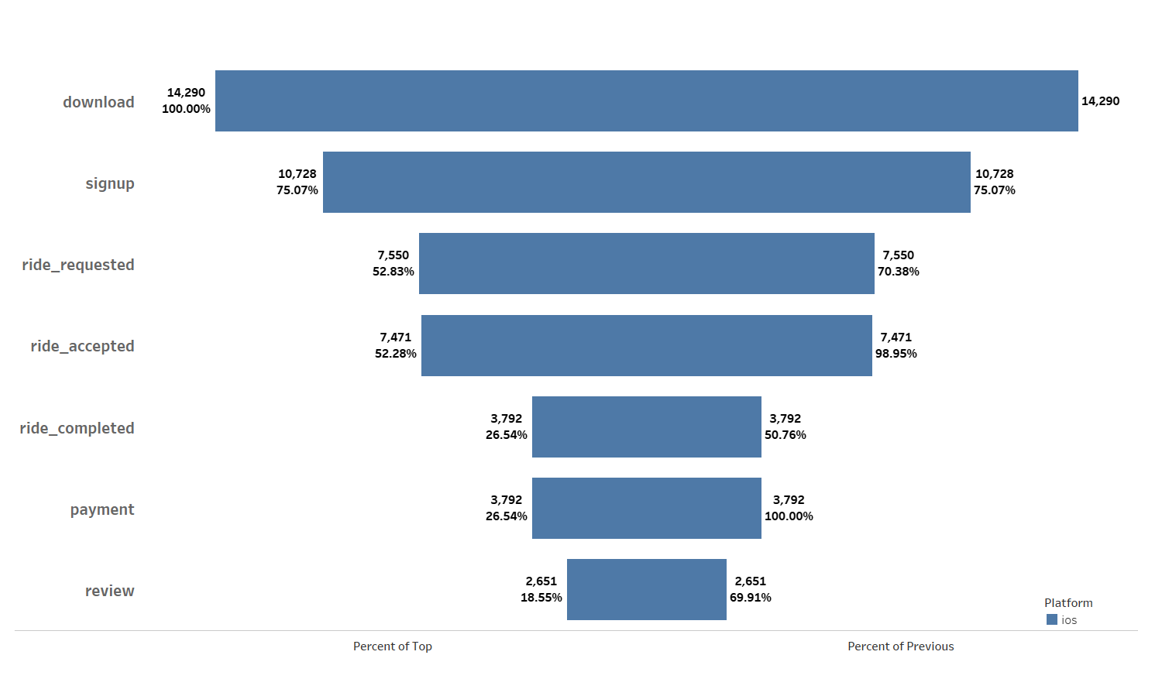 download
14,290
100.00%
14,290
signup
10,728
75.07%
10,728
75.07%
ride_requested
7,550
52.83%
7,550
70.38%
ride_accepted
7,471
52.28%
7,471
98.95%
ride_completed
3,792
26.54%
3,792
50.76%
payment
3,792
26.54%
3,792
100.00%
review
2,651
18.55%
2,651
69.91%
Platform
ios
Percent of Top
Percent of Previous